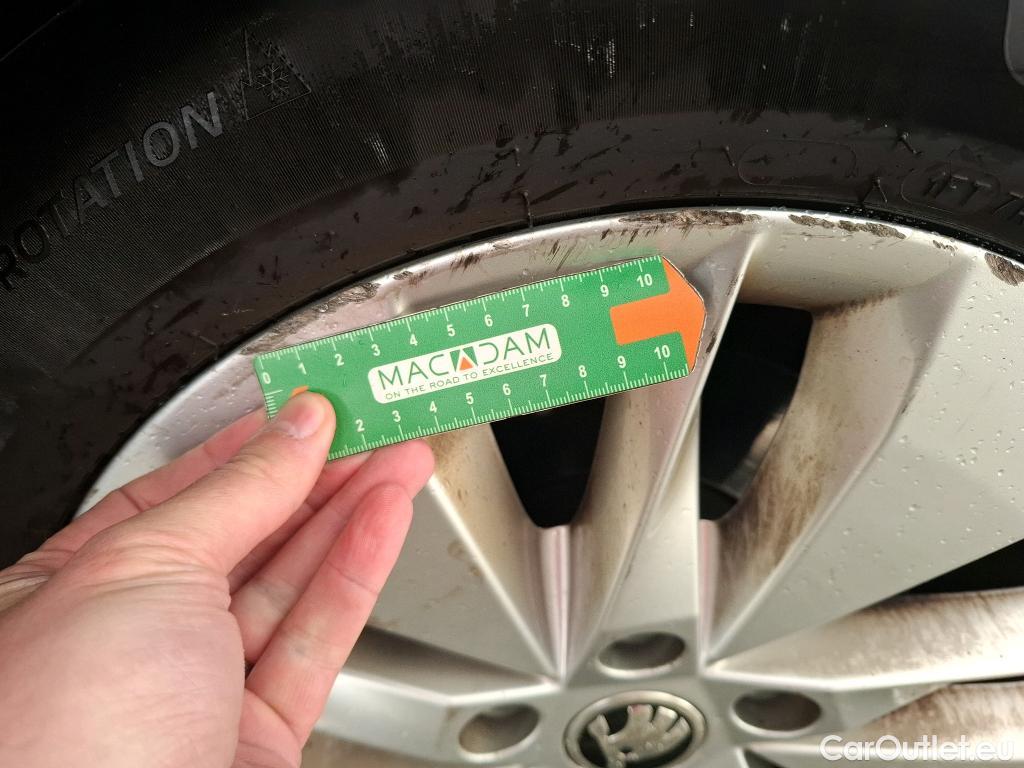 ROTATION
1FT
0 1 2 3 4 5 6 7 8 9 10
MACADAM
ON THE ROAD TO EXCELLENCE
2 3 4 5 6 7 8 9 10
CarOutlet.eu